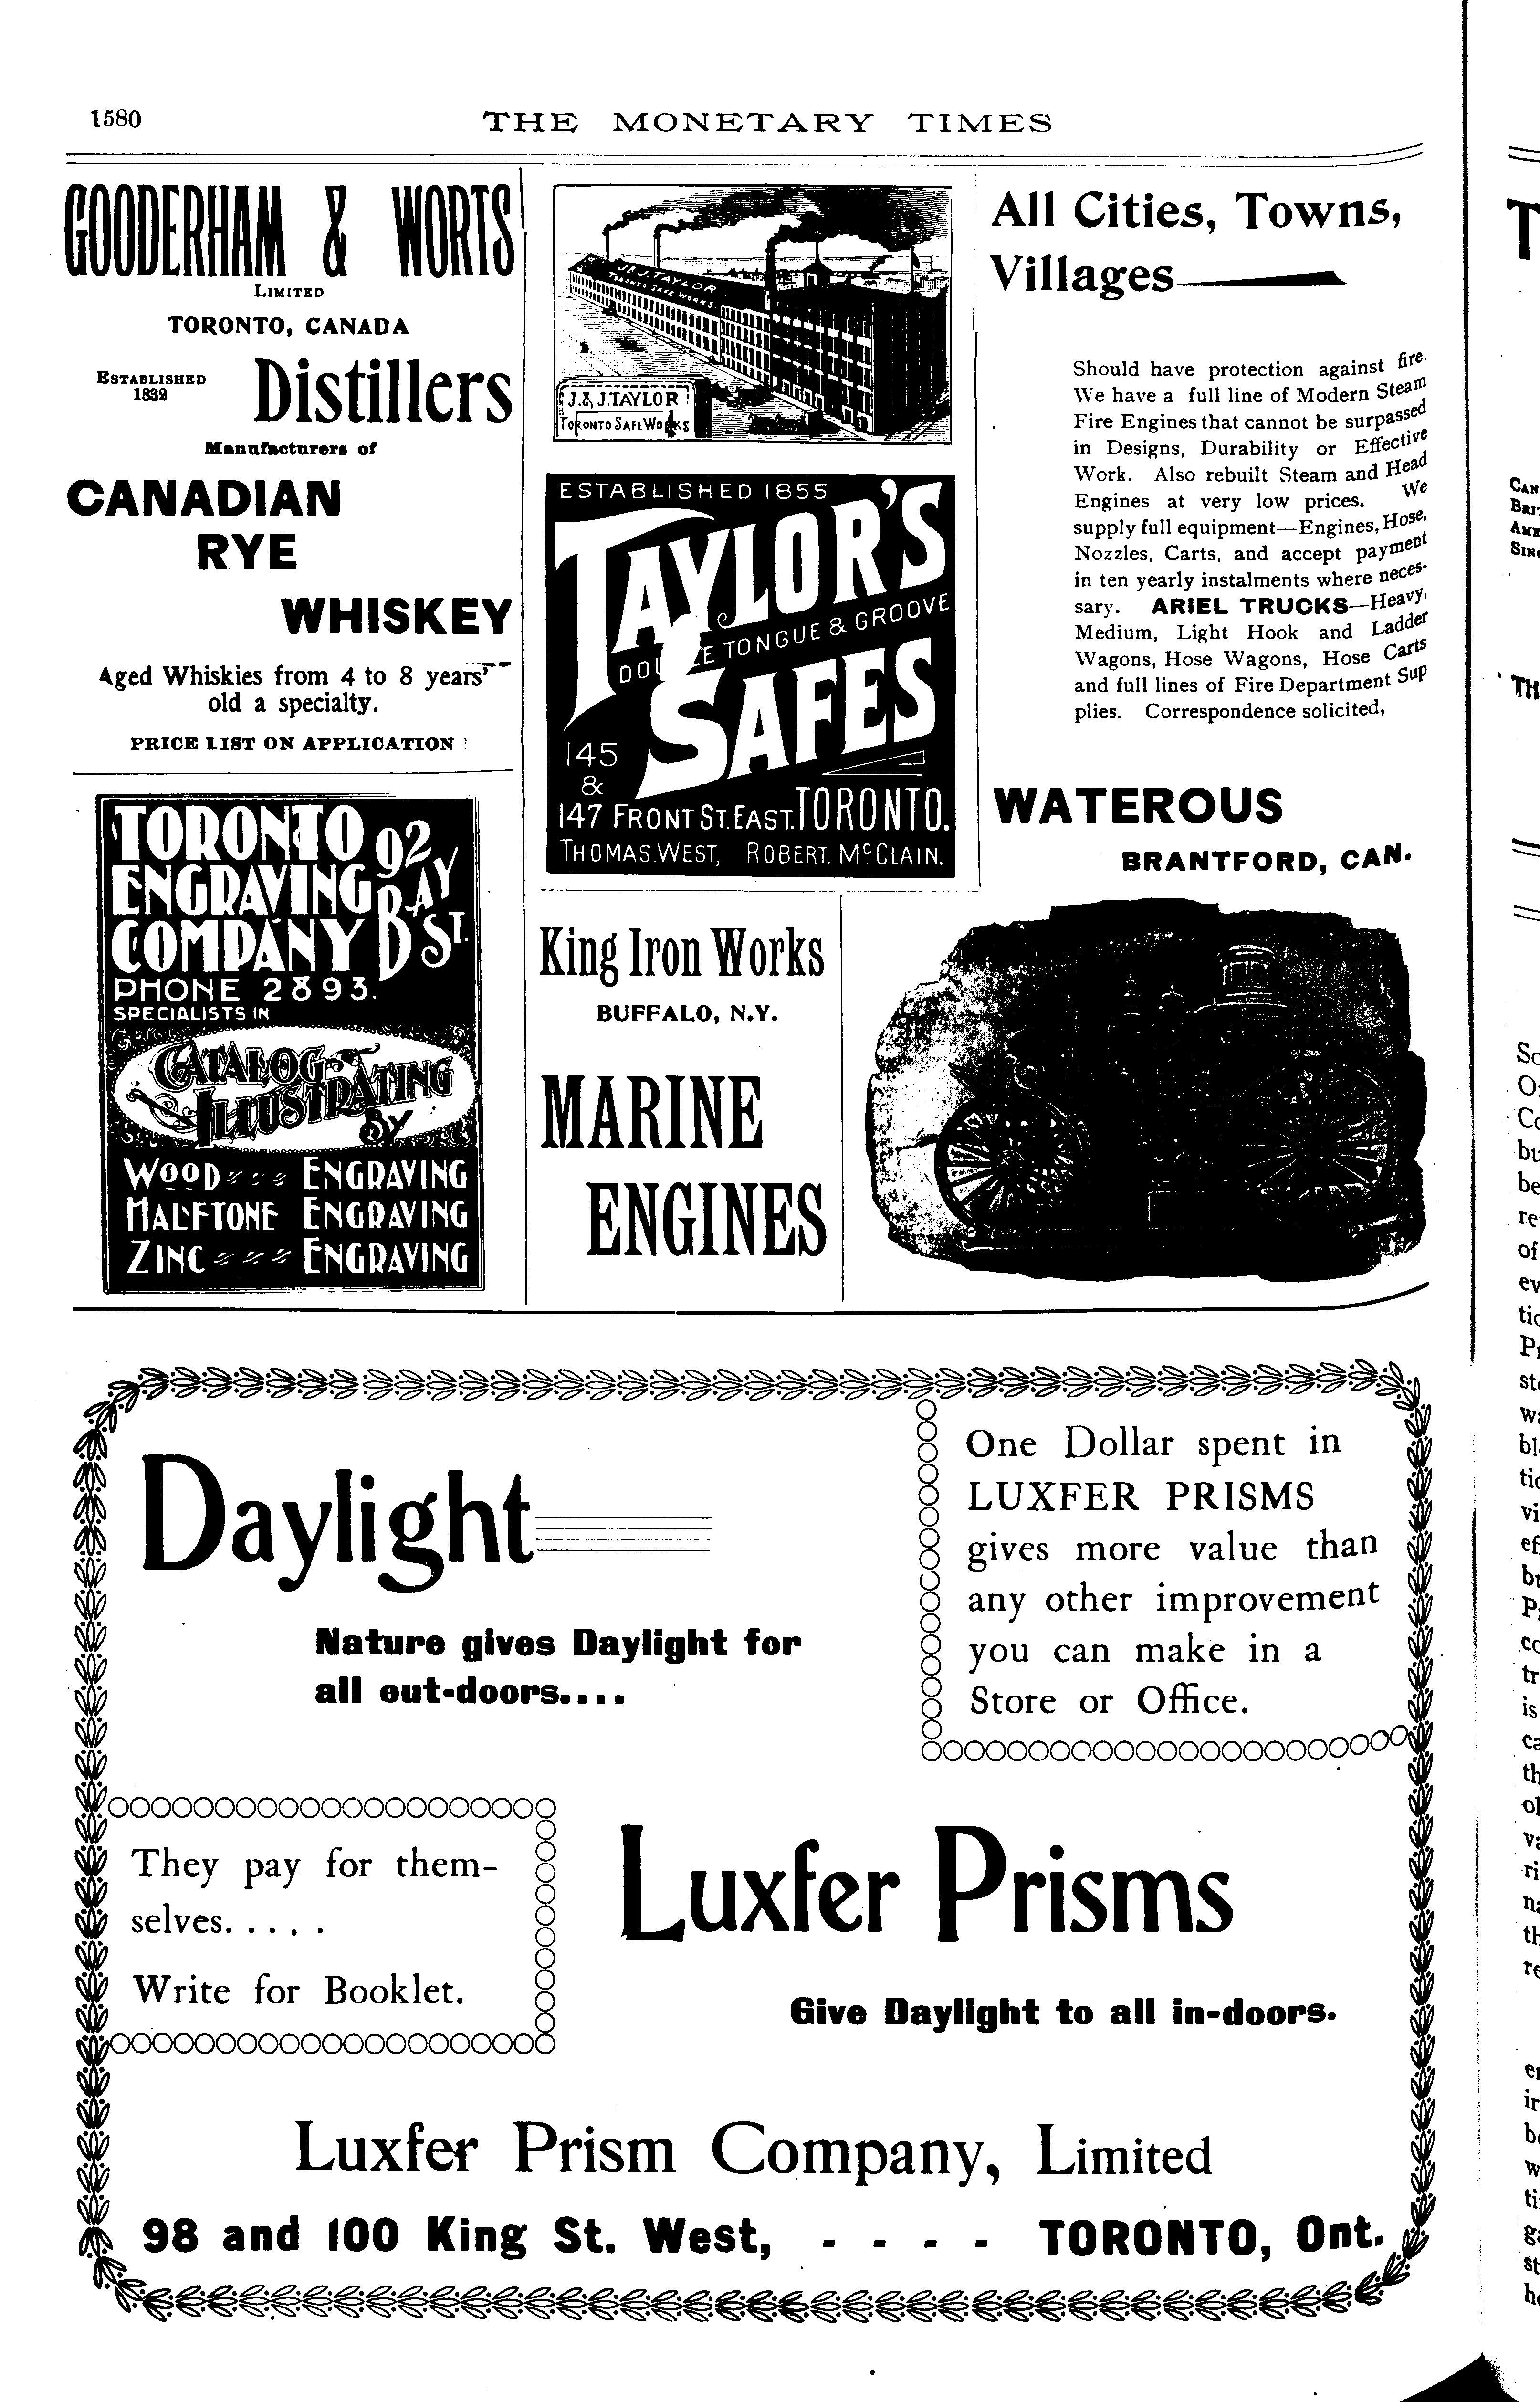 1580
THE MONETARY TIMES
GOODERHAM & WORTS
LIMITED
TORONTO, CANADA
ESTABLISHED
1832
Distillers
Manufacturers of
CANADIAN
RYE
WHISKEY
Aged Whiskies from 4 to 8 years'
old a specialty.
PRICE LIST ON APPLICATION
TORONTO
ENGRAVING
COMPANY
92
BAY
ST.
PHONE 2893.
SPECIALISTS IN
CATALOG
ILLUSTRATING
BY
WOOD ENGRAVING
HALFTONE ENGRAVING
ZINC ENGRAVING
J. & J. TAYLOR
TORONTO SAFE WORKS
J. & J. TAYLOR
TORONTO SAFE WORKS
ESTABLISHED 1855
TAYLOR'S
DOUBLE TONGUE & GROOVE
SAFES
145
&
147 FRONT ST. EAST. TORONTO.
THOMAS. WEST, ROBERT. McCLAIN.
King Iron Works
BUFFALO, N.Y.
MARINE
ENGINES
All Cities, Towns,
Villages
Should have protection against fire.
We have a full line of Modern Steam
Fire Engines that cannot be surpassed
in Designs, Durability or Effective
Work. Also rebuilt Steam and Head
Engines at very low prices. We
supply full equipment—Engines, Hose,
Nozzles, Carts, and accept payment
in ten yearly instalments where neces-
sary. ARIEL TRUCKS—Heavy,
Medium, Light Hook and Ladder
Wagons, Hose Wagons, Hose Carts
and full lines of Fire Department Sup
plies. Correspondence solicited,
WATEROUS
BRANTFORD, CAN.
Daylight
Nature gives Daylight for
all out-doors....
One Dollar spent in
LUXFER PRISMS
gives more value than
any other improvement
you can make in a
Store or Office.
They pay for them-
selves.....
Write for Booklet.
Luxfer Prisms
Give Daylight to all in-doors.
Luxfer Prism Company, Limited
98 and 100 King St. West, - - - - TORONTO, Ont.